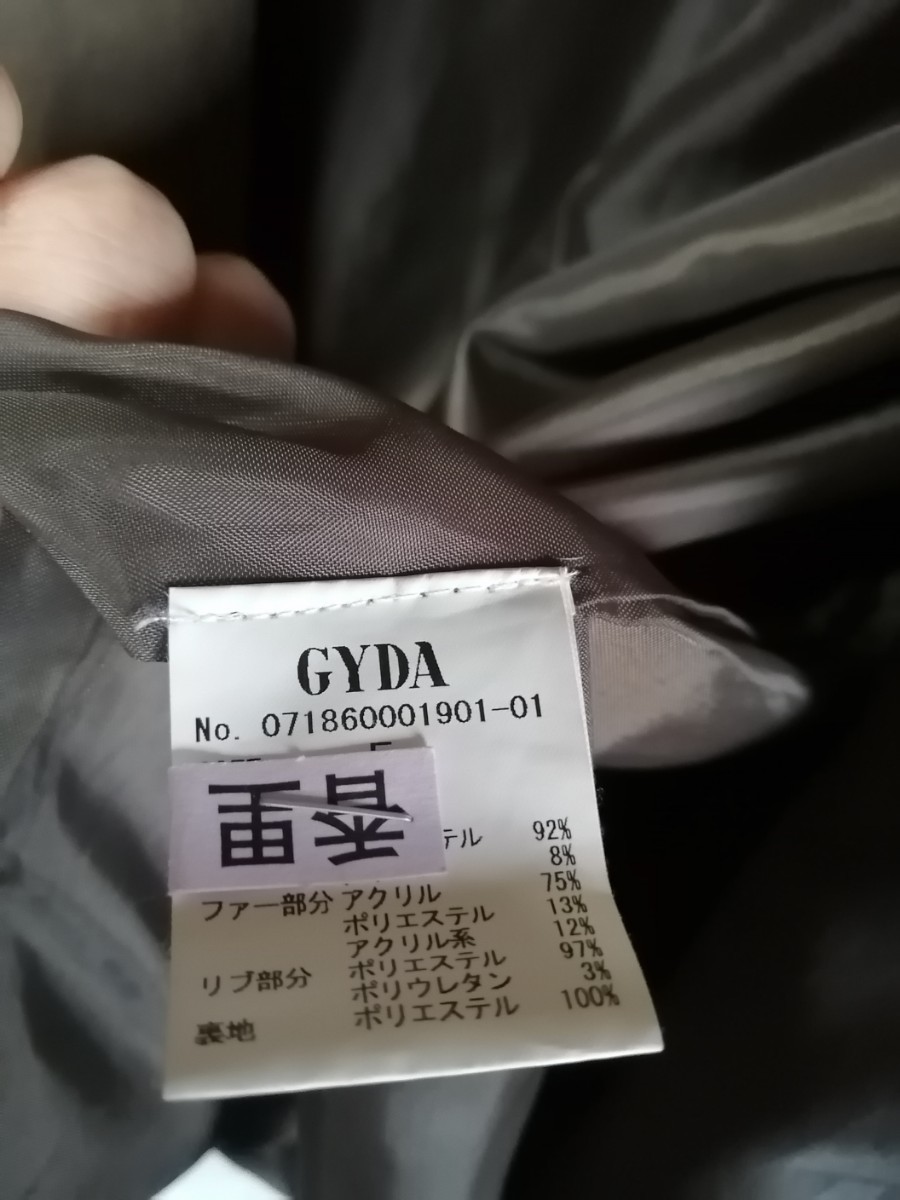 GYDA
No. 071860001901-01
F
香里
テル 92%
8%
ファー部分 アクリル 75%
ポリエステル 13%
アクリル系 12%
リブ部分 ポリエステル 97%
ポリウレタン 3%
裏地 ポリエステル 100%